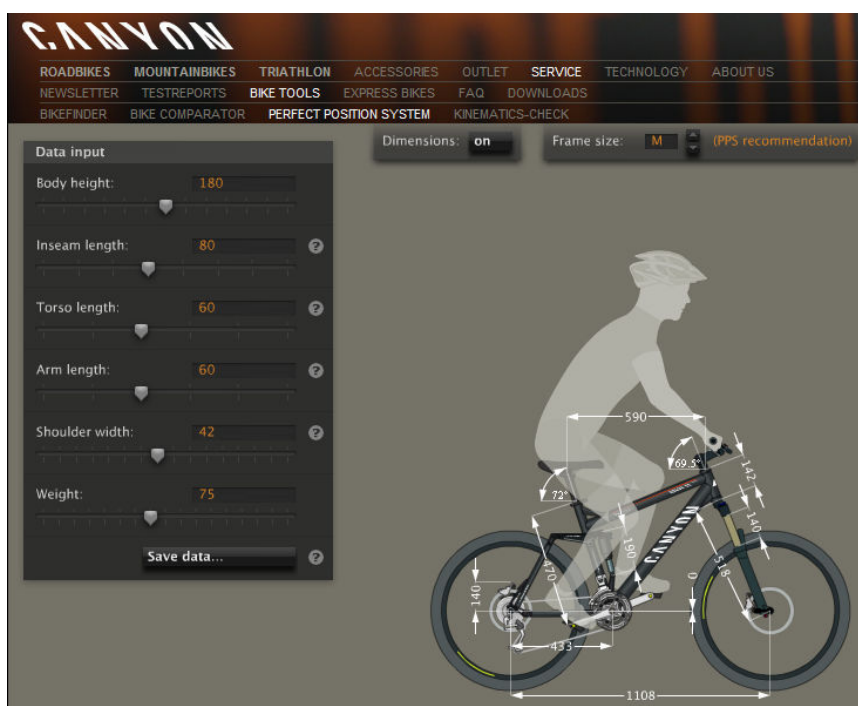 CANYON
ROADBIKES MOUNTAINBIKES TRIATHLON ACCESSORIES OUTLET SERVICE TECHNOLOGY ABOUT US
NEWSLETTER TESTREPORTS BIKE TOOLS EXPRESS BIKES FAQ DOWNLOADS
BIKEFINDER BIKE COMPARATOR PERFECT POSITION SYSTEM KINEMATICS-CHECK
Dimensions: on Frame size: M (PPS recommendation)
Data input
Body height: 180
Inseam length: 80 ?
Torso length: 60 ?
Arm length: 60 ?
Shoulder width: 42 ?
Weight: 75
Save data... ?
590
69.5°
142
72°
140
CANYON
190
518
470
0
140
433
1108